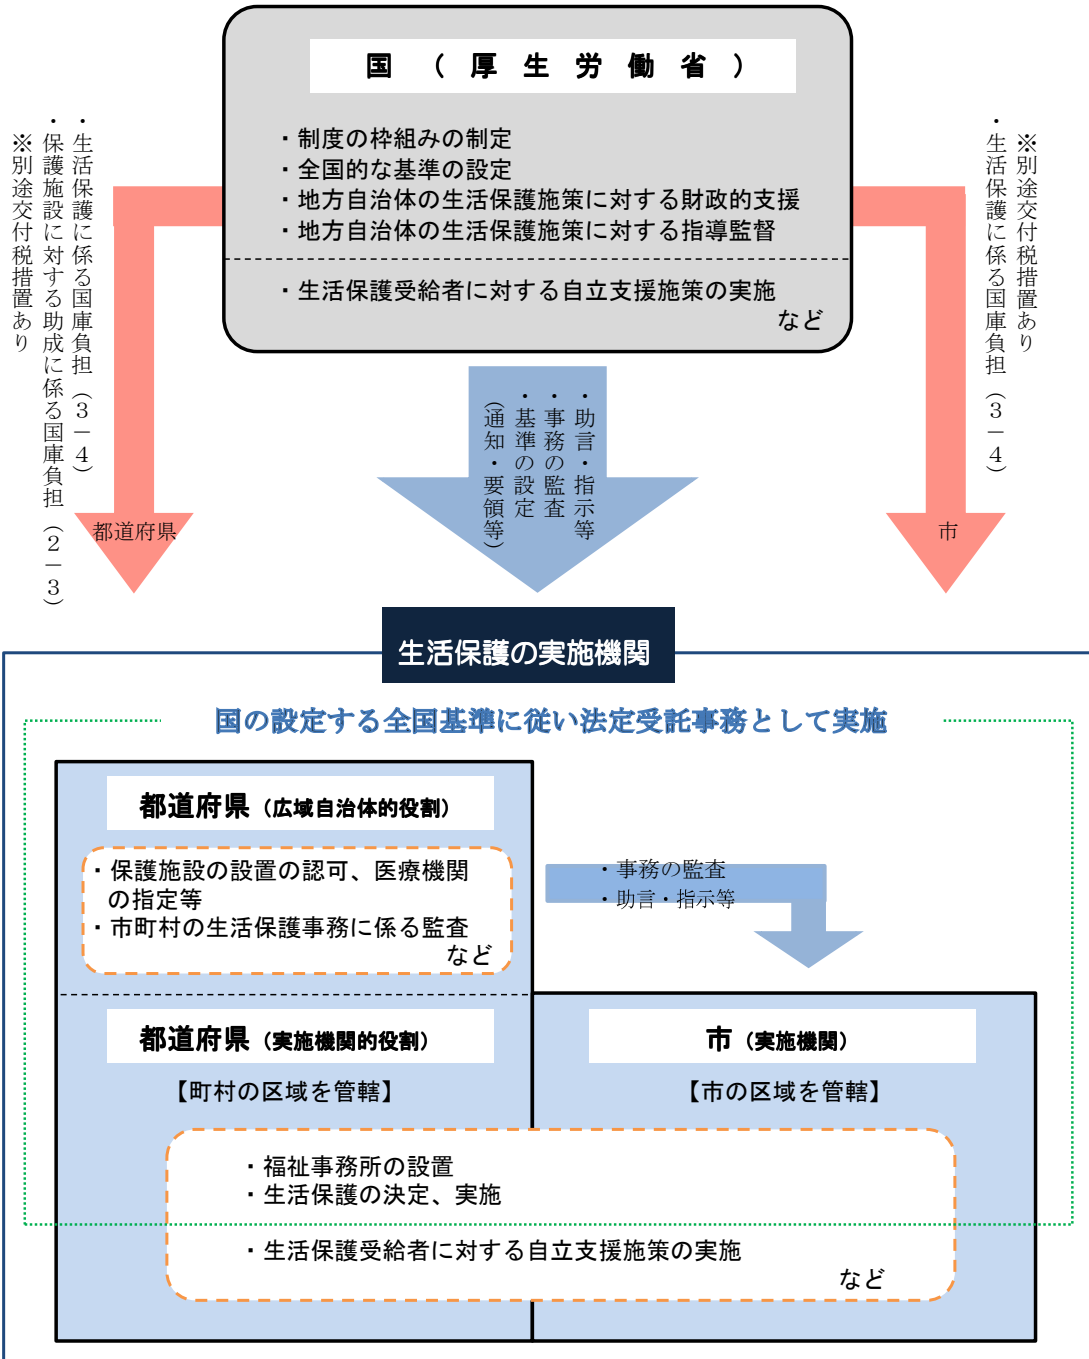 国（厚生労働省）
・制度の枠組みの制定
・全国的な基準の設定
・地方自治体の生活保護施策に対する財政的支援
・地方自治体の生活保護施策に対する指導監督
・生活保護受給者に対する自立支援施策の実施
など
・生活保護に係る国庫負担（３－４）
・保護施設に対する助成に係る国庫負担（２－３）
※別途交付税措置あり
都道府県
・助言・指示等
・事務の監査
・基準の設定
（通知・要領等）
※別途交付税措置あり
・生活保護に係る国庫負担（３－４）
市
生活保護の実施機関
国の設定する全国基準に従い法定受託事務として実施
都道府県（広域自治体的役割）
・保護施設の設置の認可、医療機関
の指定等
・市町村の生活保護事務に係る監査
など
・事務の監査
・助言・指示等
都道府県（実施機関的役割）
【町村の区域を管轄】
市（実施機関）
【市の区域を管轄】
・福祉事務所の設置
・生活保護の決定、実施
・生活保護受給者に対する自立支援施策の実施
など